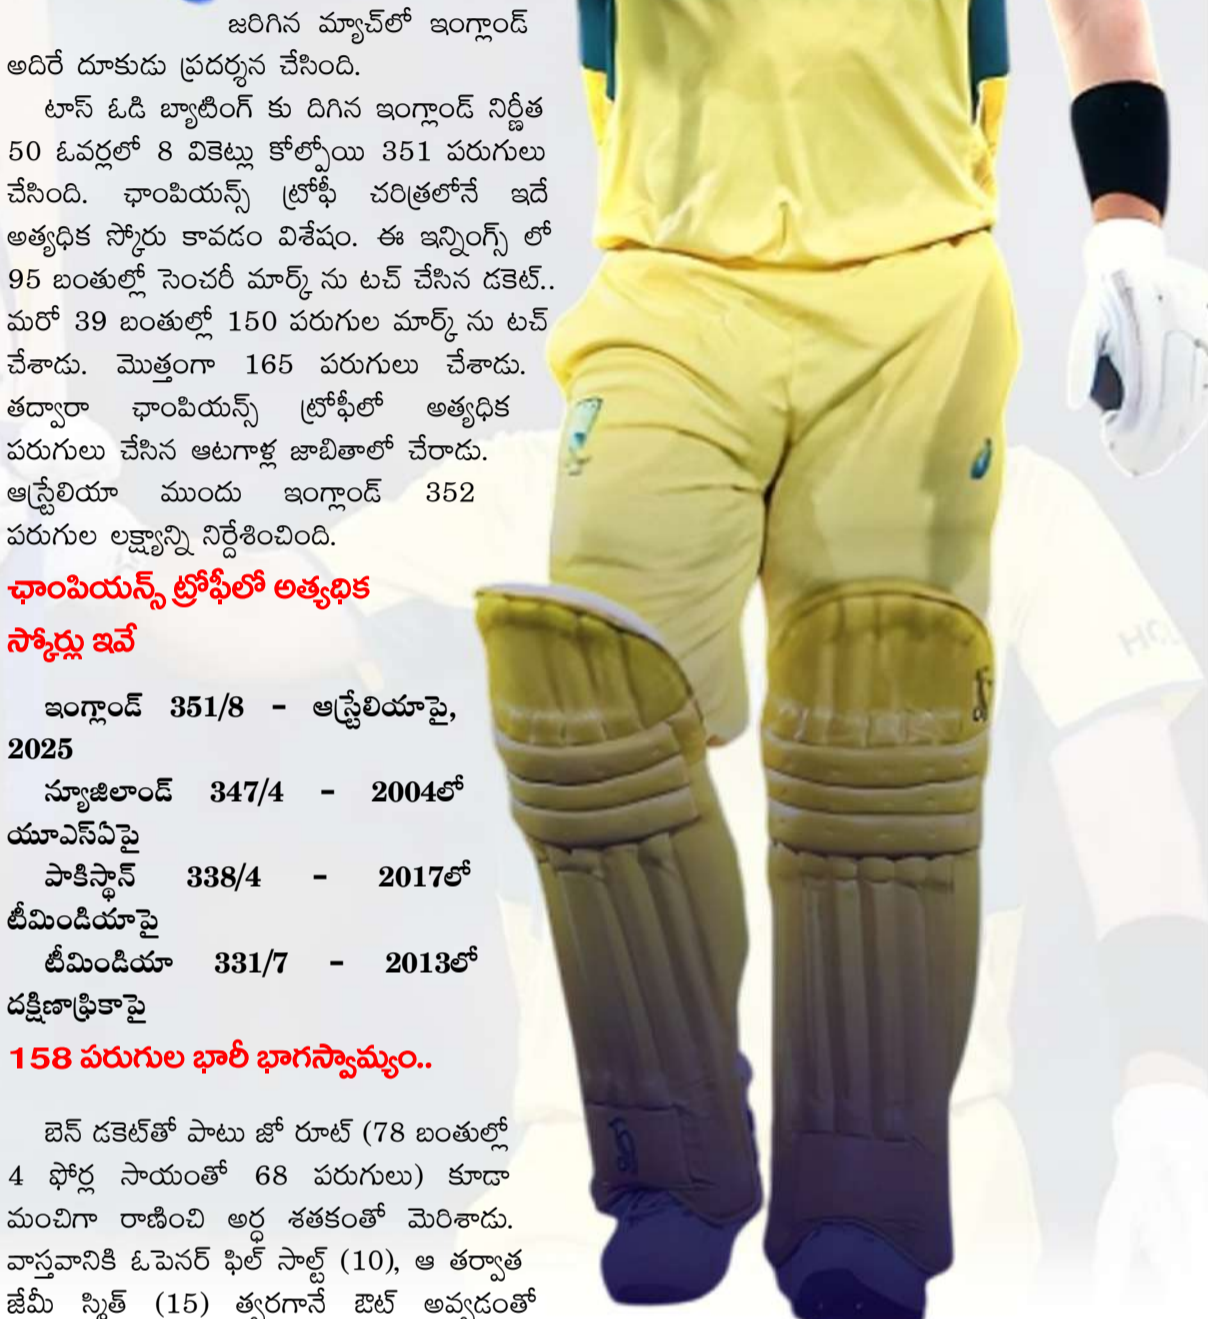 జరిగిన మ్యాచ్‌లో ఇంగ్లాండ్
అదిరే దూకుడు ప్రదర్శన చేసింది.
టాస్ ఓడి బ్యాటింగ్ కు దిగిన ఇంగ్లాండ్ నిర్ణీత
50 ఓవర్లలో 8 వికెట్లు కోల్పోయి 351 పరుగులు
చేసింది. ఛాంపియన్స్ ట్రోఫీ చరిత్రలోనే ఇదే
అత్యధిక స్కోరు కావడం విశేషం. ఈ ఇన్నింగ్స్ లో
95 బంతుల్లో సెంచరీ మార్క్ ను టచ్ చేసిన డకెట్..
మరో 39 బంతుల్లో 150 పరుగుల మార్క్ ను టచ్
చేశాడు. మొత్తంగా 165 పరుగులు చేశాడు.
తద్వారా ఛాంపియన్స్ ట్రోఫీలో అత్యధిక
పరుగులు చేసిన ఆటగాళ్ల జాబితాలో చేరాడు.
ఆస్ట్రేలియా ముందు ఇంగ్లాండ్ 352
పరుగుల లక్ష్యాన్ని నిర్దేశించింది.
ఛాంపియన్స్ ట్రోఫీలో అత్యధిక
స్కోర్లు ఇవే
ఇంగ్లాండ్ 351/8 - ఆస్ట్రేలియాపై,
2025
న్యూజిలాండ్ 347/4 - 2004లో
యూఎస్ఏపై
పాకిస్థాన్ 338/4 - 2017లో
టీమిండియాపై
టీమిండియా 331/7 - 2013లో
దక్షిణాఫ్రికాపై
158 పరుగుల భారీ భాగస్వామ్యం..
బెన్ డకెట్‌తో పాటు జో రూట్ (78 బంతుల్లో
4 ఫోర్ల సాయంతో 68 పరుగులు) కూడా
మంచిగా రాణించి అర్ధ శతకంతో మెరిశాడు.
వాస్తవానికి ఓపెనర్ ఫిల్ సాల్ట్ (10), ఆ తర్వాత
జేమీ స్మిత్ (15) త్వరగానే ఔట్ అవ్వడంతో